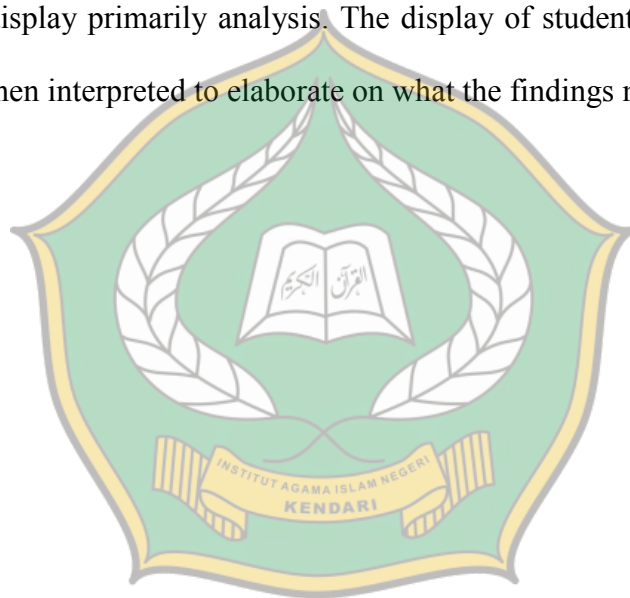 isplay primarily analysis. The display of student
hen interpreted to elaborate on what the findings
القرآن الكريم
INSTITUT AGAMA ISLAM NEGERI
KENDARI